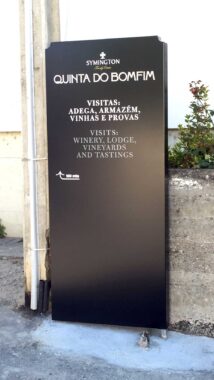 SYMINGTON
QUINTA DO BOMFIM
VISITAS:
ADEGA, ARMAZÉM,
VINHAS E PROVAS
VISITS:
WINERY, LODGE,
VINEYARDS
AND TASTINGS